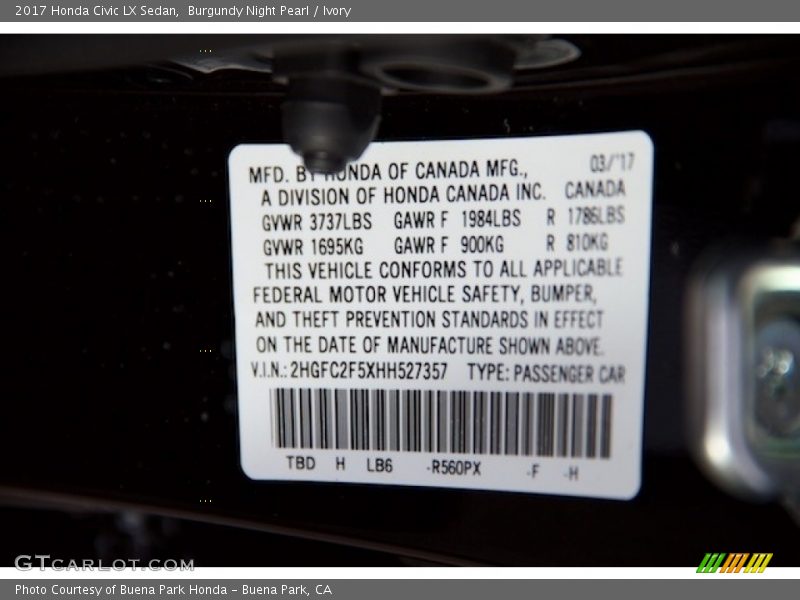 2017 Honda Civic LX Sedan, Burgundy Night Pearl / Ivory
03/'17
MFD. BY HONDA OF CANADA MFG.,
A DIVISION OF HONDA CANADA INC. CANADA
GVWR 3737LBS GAWR F 1984LBS R 1786LBS
GVWR 1695KG GAWR F 900KG R 810KG
THIS VEHICLE CONFORMS TO ALL APPLICABLE
FEDERAL MOTOR VEHICLE SAFETY, BUMPER,
AND THEFT PREVENTION STANDARDS IN EFFECT
ON THE DATE OF MANUFACTURE SHOWN ABOVE.
V.I.N.: 2HGFC2F5XHH527357 TYPE: PASSENGER CAR
TBD H LB6 -R560PX -F -H
GTCARLOT.COM
Photo Courtesy of Buena Park Honda - Buena Park, CA